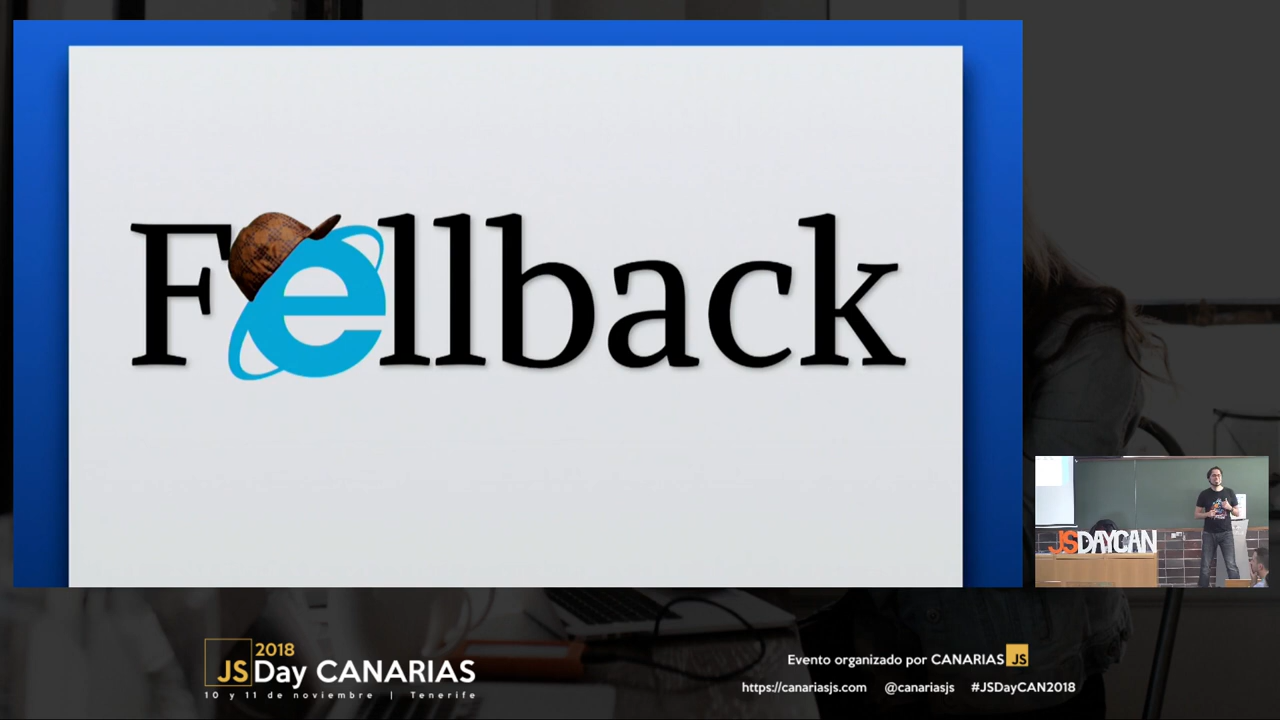 Fellback
JSDAYCAN
2018
JS Day CANARIAS
10 y 11 de noviembre | Tenerife
Evento organizado por CANARIAS JS
https://canariasjs.com @canariasjs #JSDayCAN2018